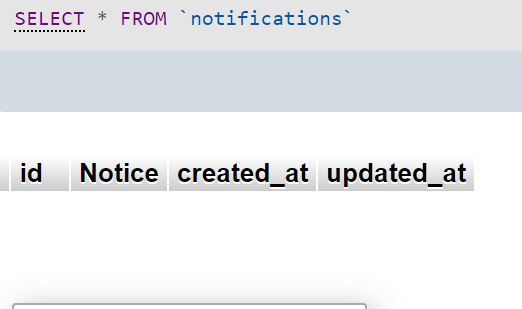 SELECT * FROM `notifications`
id Notice created_at updated_at